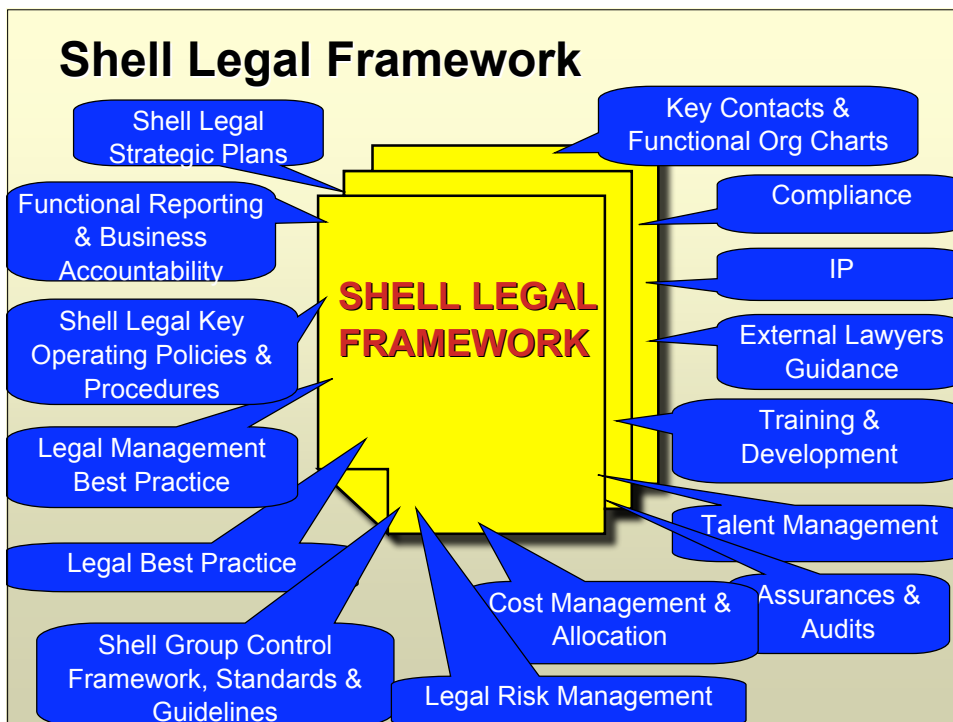 Shell Legal Framework
Shell Legal
Strategic Plans
Key Contacts &
Functional Org Charts
Functional Reporting
& Business
Accountability
Compliance
IP
SHELL LEGAL
FRAMEWORK
Shell Legal Key
Operating Policies &
Procedures
External Lawyers
Guidance
Legal Management
Best Practice
Training &
Development
Talent Management
Legal Best Practice
Cost Management &
Allocation
Assurances &
Audits
Shell Group Control
Framework, Standards &
Guidelines
Legal Risk Management